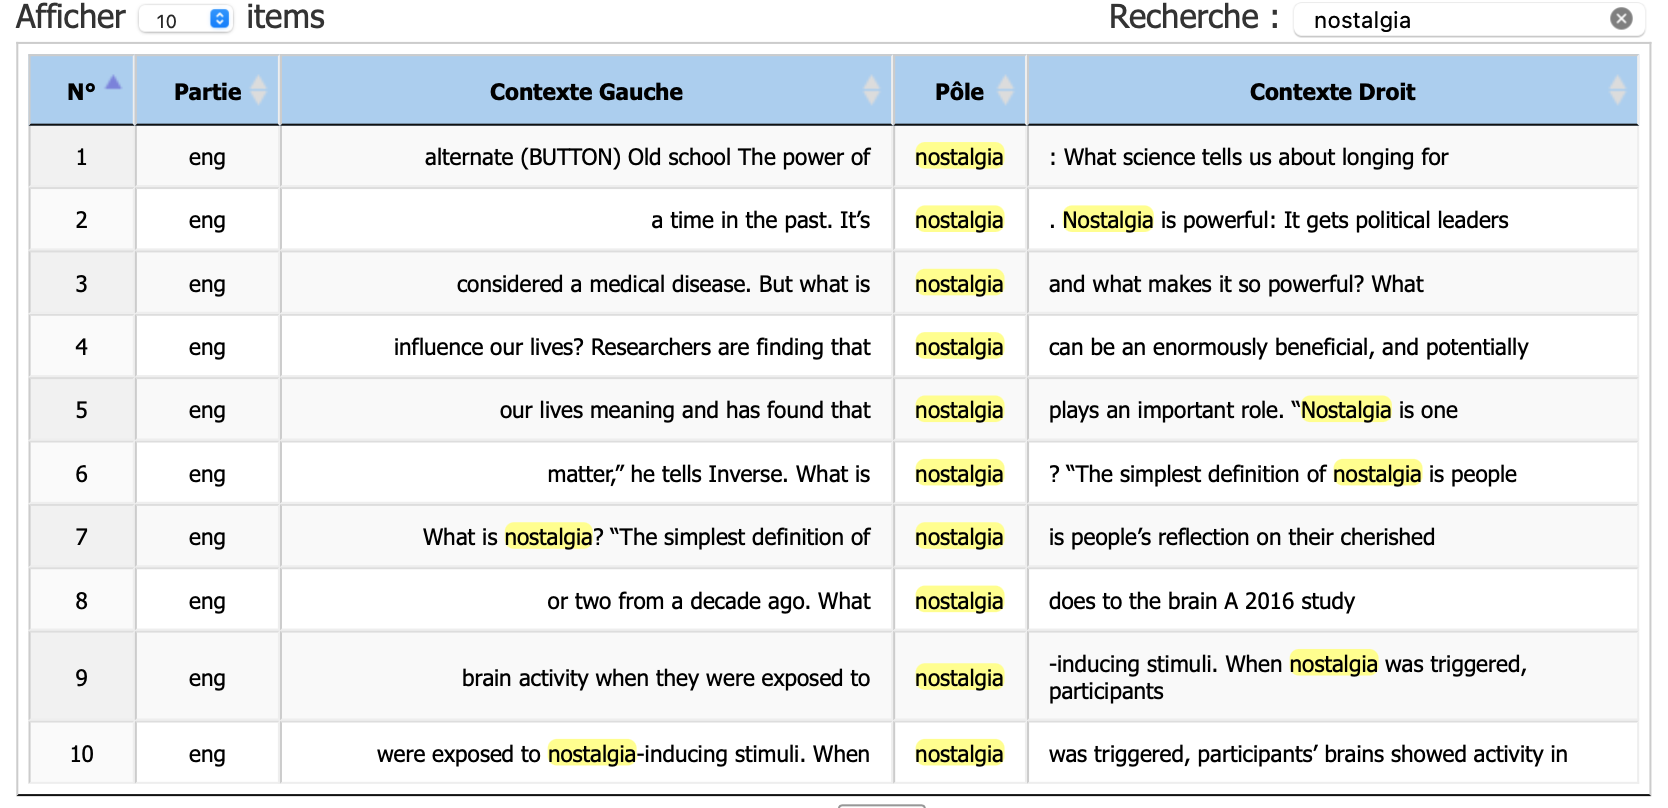 Afficher 10 items Recherche : nostalgia
N° Partie Contexte Gauche Pôle Contexte Droit
1 eng alternate (BUTTON) Old school The power of nostalgia : What science tells us about longing for
2 eng a time in the past. It’s nostalgia . Nostalgia is powerful: It gets political leaders
3 eng considered a medical disease. But what is nostalgia and what makes it so powerful? What
4 eng influence our lives? Researchers are finding that nostalgia can be an enormously beneficial, and potentially
5 eng our lives meaning and has found that nostalgia plays an important role. “Nostalgia is one
6 eng matter,” he tells Inverse. What is nostalgia ? “The simplest definition of nostalgia is people
7 eng What is nostalgia? “The simplest definition of nostalgia is people’s reflection on their cherished
8 eng or two from a decade ago. What nostalgia does to the brain A 2016 study
9 eng brain activity when they were exposed to nostalgia -inducing stimuli. When nostalgia was triggered,
participants
10 eng were exposed to nostalgia-inducing stimuli. When nostalgia was triggered, participants’ brains showed activity in